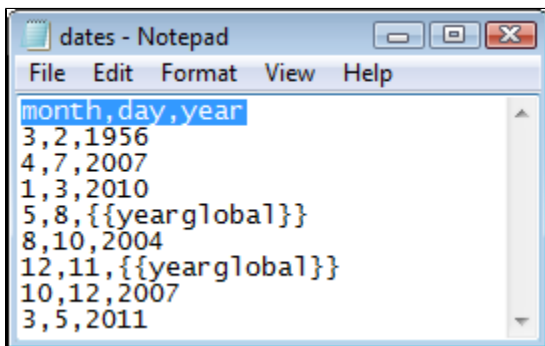 dates - Notepad
File Edit Format View Help
month,day,year
3,2,1956
4,7,2007
1,3,2010
5,8,{{yearglobal}}
8,10,2004
12,11,{{yearglobal}}
10,12,2007
3,5,2011